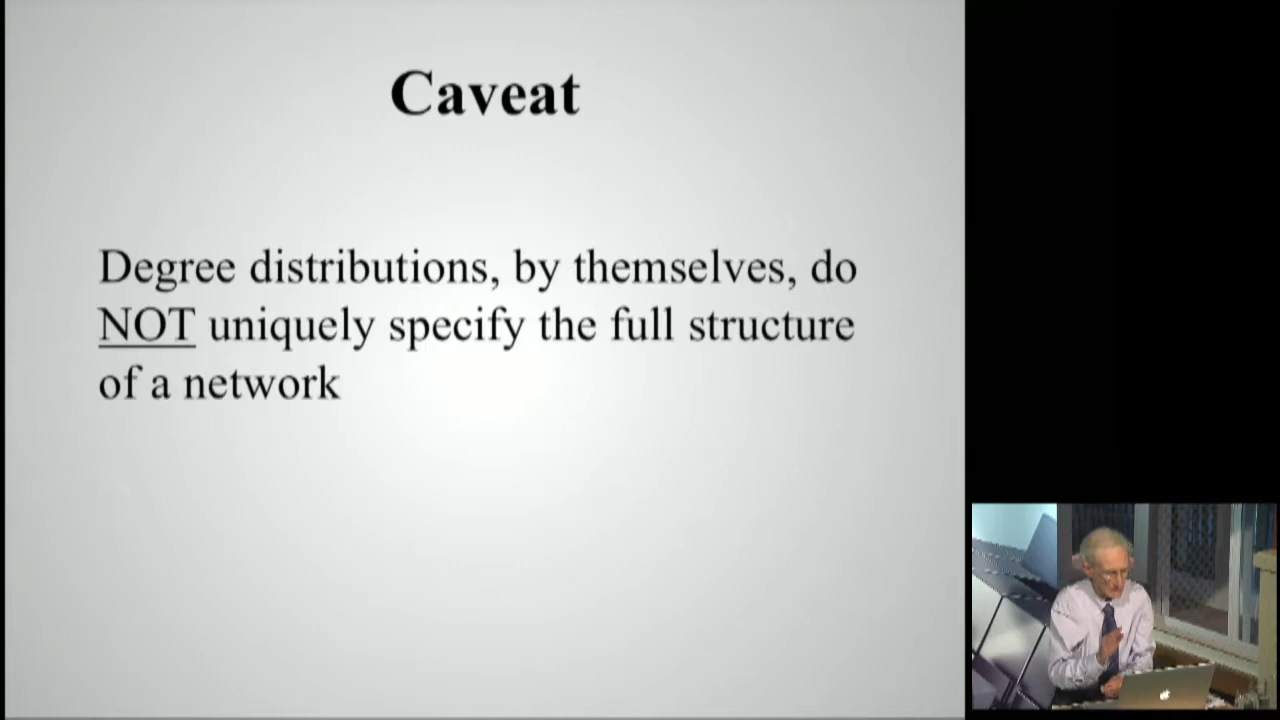 Caveat
Degree distributions, by themselves, do
NOT uniquely specify the full structure
of a network